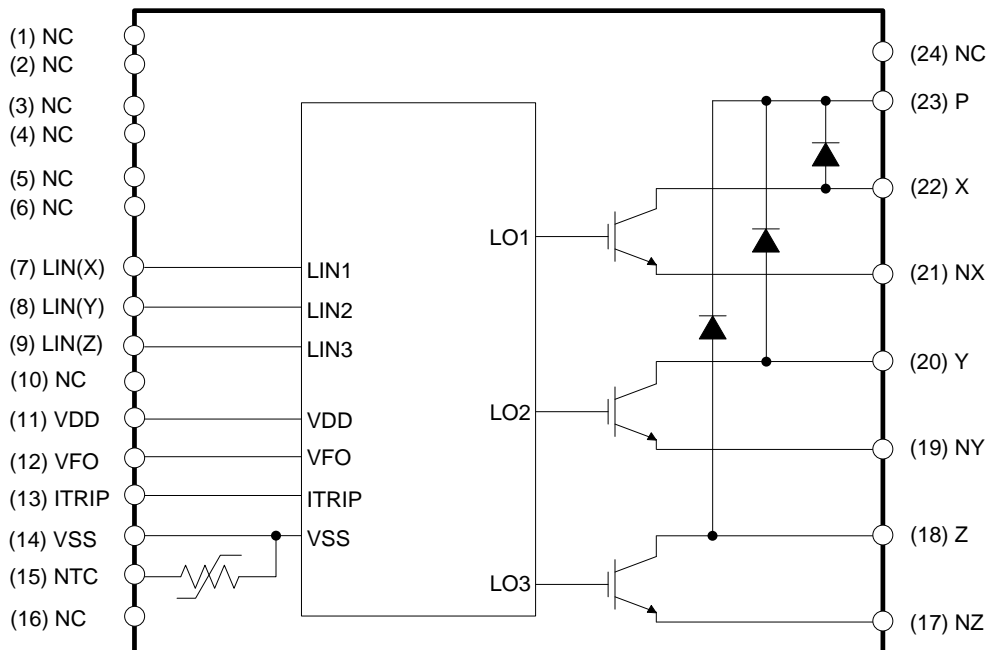 (1) NC
(2) NC
(3) NC
(4) NC
(5) NC
(6) NC
(7) LIN(X)
(8) LIN(Y)
(9) LIN(Z)
(10) NC
(11) VDD
(12) VFO
(13) ITRIP
(14) VSS
(15) NTC
(16) NC
LIN1
LIN2
LIN3
VDD
VFO
ITRIP
VSS
LO1
LO2
LO3
(24) NC
(23) P
(22) X
(21) NX
(20) Y
(19) NY
(18) Z
(17) NZ